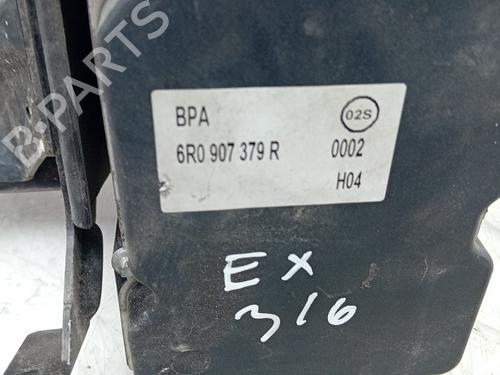 B-PARTS
BPA 02S
6R0 907 379 R 0002
H04
EX
316